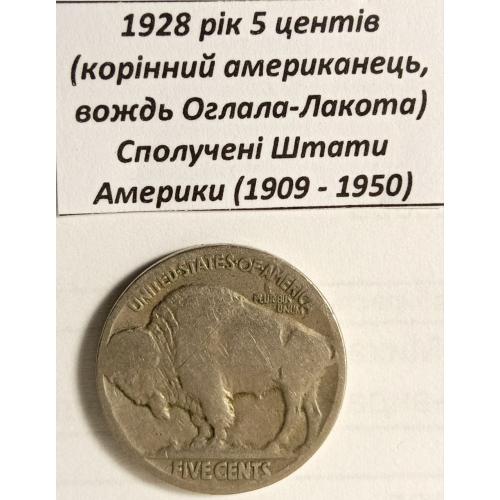 1928 рік 5 центів
(корінний американець,
вождь Оглала-Лакота)
Сполучені Штати
Америки (1909 - 1950)
UNITED·STATES·OF·AMERICA
E PLURIBUS
UNUM
FIVE CENTS